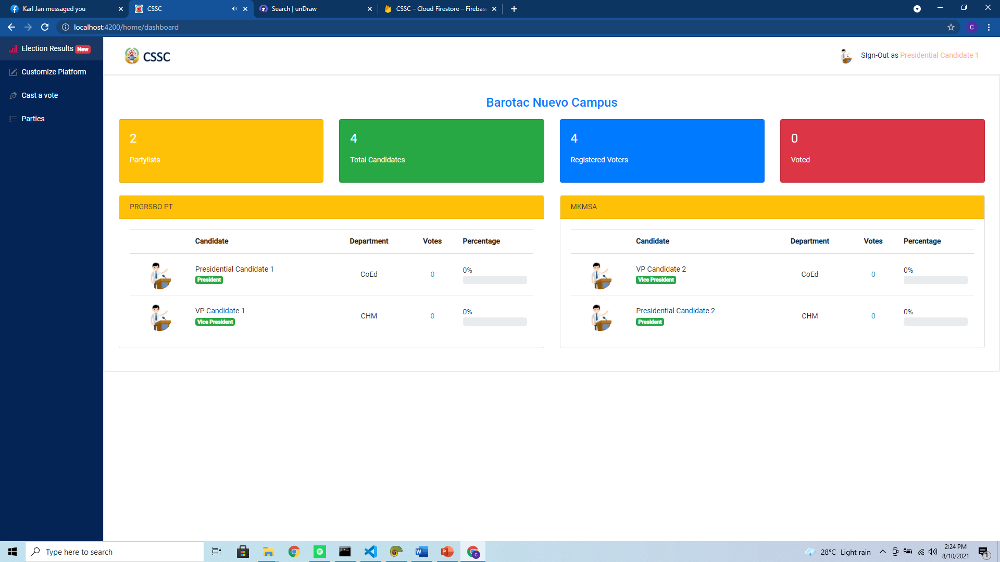 Karl Jan messaged you
CSSC
Search | unDraw
CSSC – Cloud Firestore – Firebase
localhost:4200/home/dashboard
C
Election Results New
Customize Platform
Cast a vote
Parties
CSSC
SIgn-Out as Presidential Candidate 1
Barotac Nuevo Campus
2
Partylists
4
Total Candidates
4
Registered Voters
0
Voted
PRGRSBO PT
Candidate Department Votes Percentage
Presidential Candidate 1
President
CoEd 0 0%
VP Candidate 1
Vice President
CHM 0 0%
MKMSA
Candidate Department Votes Percentage
VP Candidate 2
Vice President
CoEd 0 0%
Presidential Candidate 2
President
CHM 0 0%
Type here to search
28°C Light rain
2:24 PM
8/10/2021
1